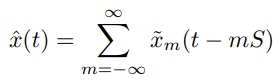 x̂(t) = ∑_{m=-∞}^{∞} x̃_m(t − mS)